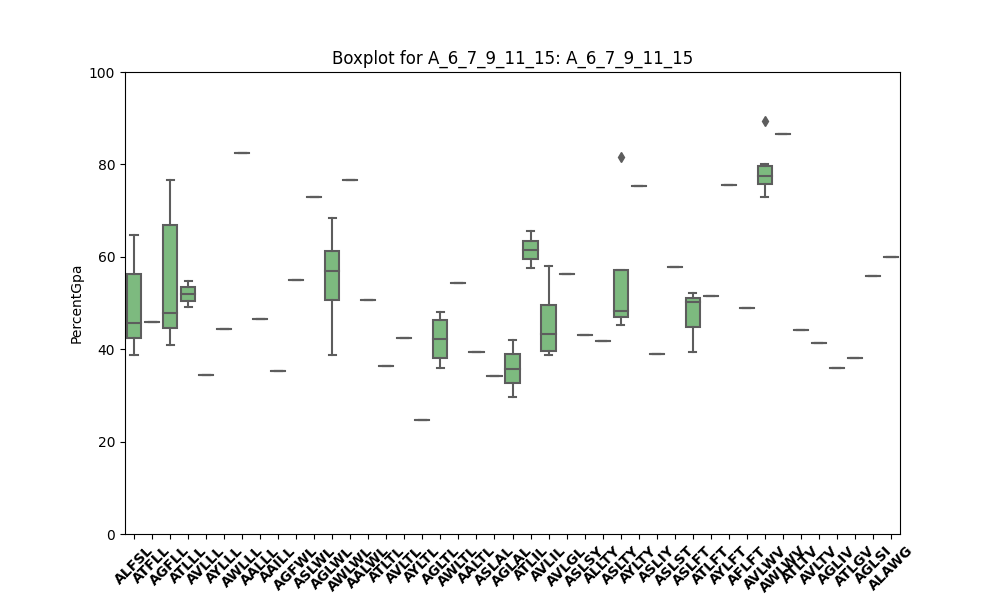 Boxplot for A_6_7_9_11_15: A_6_7_9_11_15
PercentGpa
100
80
60
40
20
0
ALFSL
ATFLL
AGFLL
ATLLL
AVLLL
AYLLL
AWLLL
AALLL
AAILL
AGFWL
ASLWL
AGLWL
AWLWL
AALWL
ATLTL
AVLTL
AYLTL
AGLTL
AWLTL
AALTL
ASLAL
AGLAL
ATLIL
AVLIL
AVLGL
ASLSY
ALLTY
ASLTY
AYLTY
ASLIY
ASLST
ASLFT
ATLFT
AYLFT
AFLFT
AVLWV
AWLWV
ATLTV
AVLTV
AGLIV
ATLGV
AGLSI
ALAWG